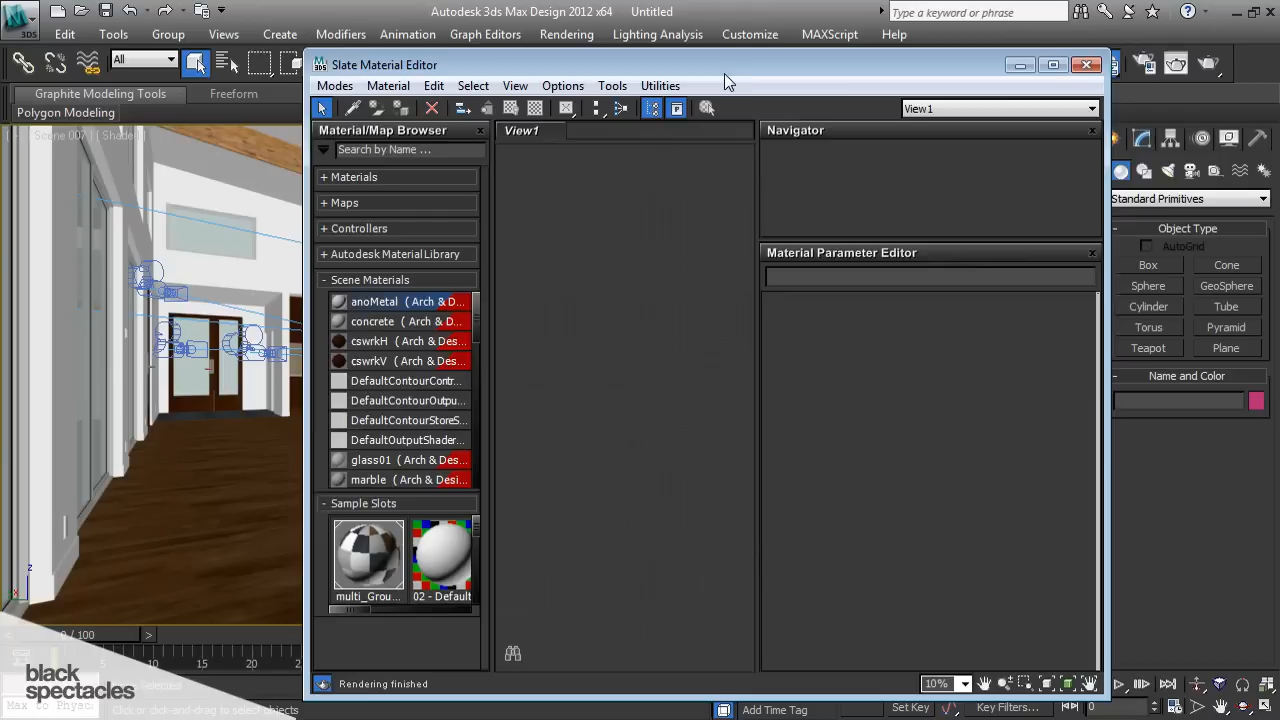 Autodesk 3ds Max Design 2012 x64 Untitled
Type a keyword or phrase
3DS
Edit Tools Group Views Create Modifiers Animation Graph Editors Rendering Lighting Analysis Customize MAXScript Help
All
Slate Material Editor
Modes Material Edit Select View Options Tools Utilities
Graphite Modeling Tools Freeform
Polygon Modeling
View1
Material/Map Browser
View1
Navigator
Search by Name ...
+ Materials
+ Maps
+ Controllers
+ Autodesk Material Library
- Scene Materials
anoMetal ( Arch & D...
concrete ( Arch & D...
cswrkH ( Arch & Des...
cswrkV ( Arch & Des...
DefaultContourContr...
DefaultContourOutpu...
DefaultContourStoreS...
DefaultOutputShader...
glass01 ( Arch & Des...
marble ( Arch & Desi...
- Sample Slots
multi_Grou... 02 - Default
Material Parameter Editor
Rendering finished
10%
Standard Primitives
- Object Type
AutoGrid
Box Cone
Sphere GeoSphere
Cylinder Tube
Torus Pyramid
Teapot Plane
- Name and Color
Scene 007
z
x
< 0 / 100 >
5 10 15 20 25
black
spectacles
Max to Physc
Click or click-and-drag to select objects
Add Time Tag
Set Key
Key Filters...
0